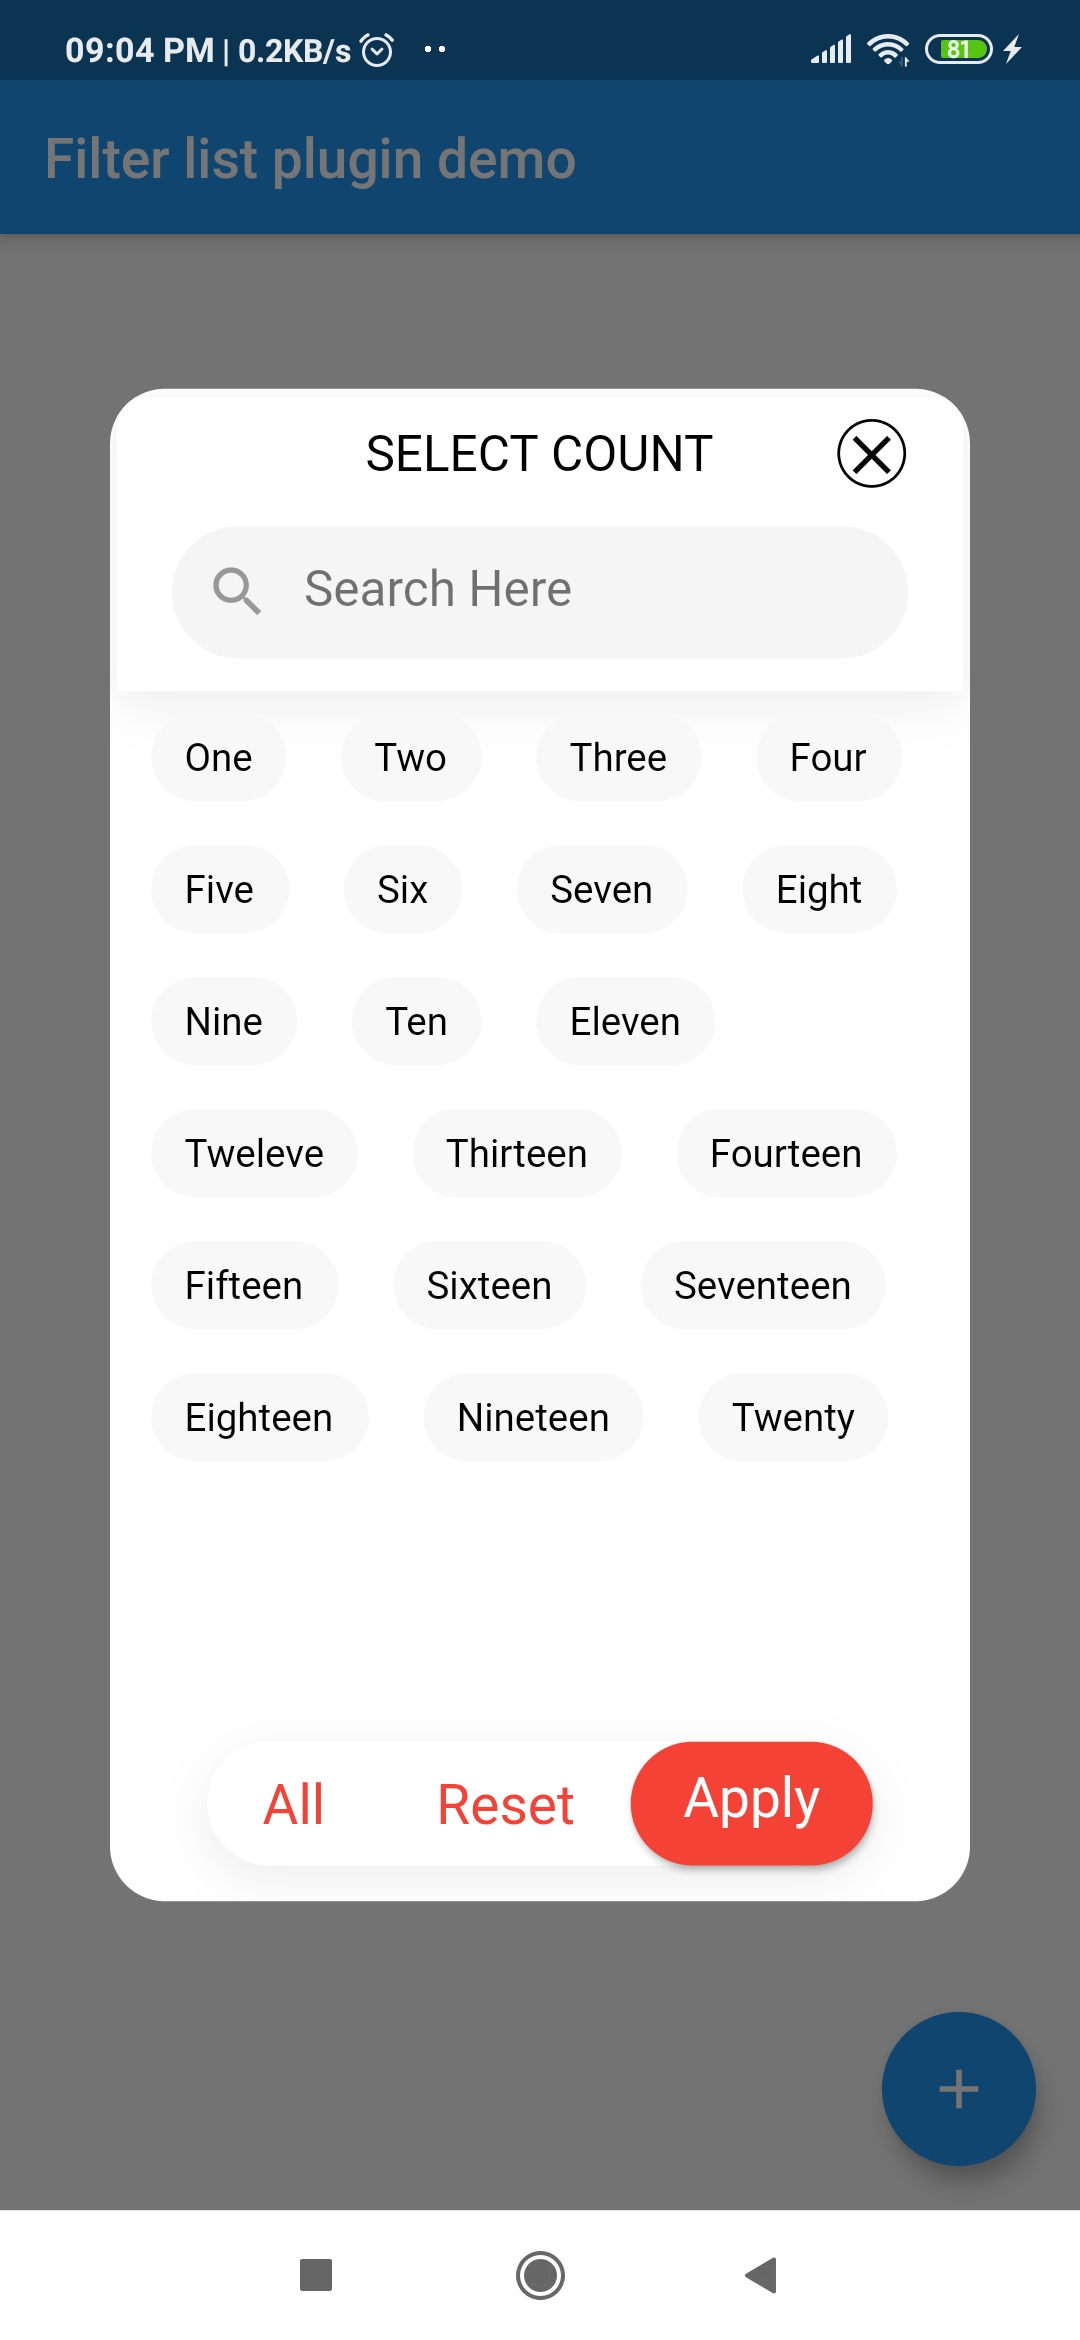 09:04 PM | 0.2KB/s 81
Filter list plugin demo
SELECT COUNT
Search Here
One Two Three Four
Five Six Seven Eight
Nine Ten Eleven
Tweleve Thirteen Fourteen
Fifteen Sixteen Seventeen
Eighteen Nineteen Twenty
All Reset Apply